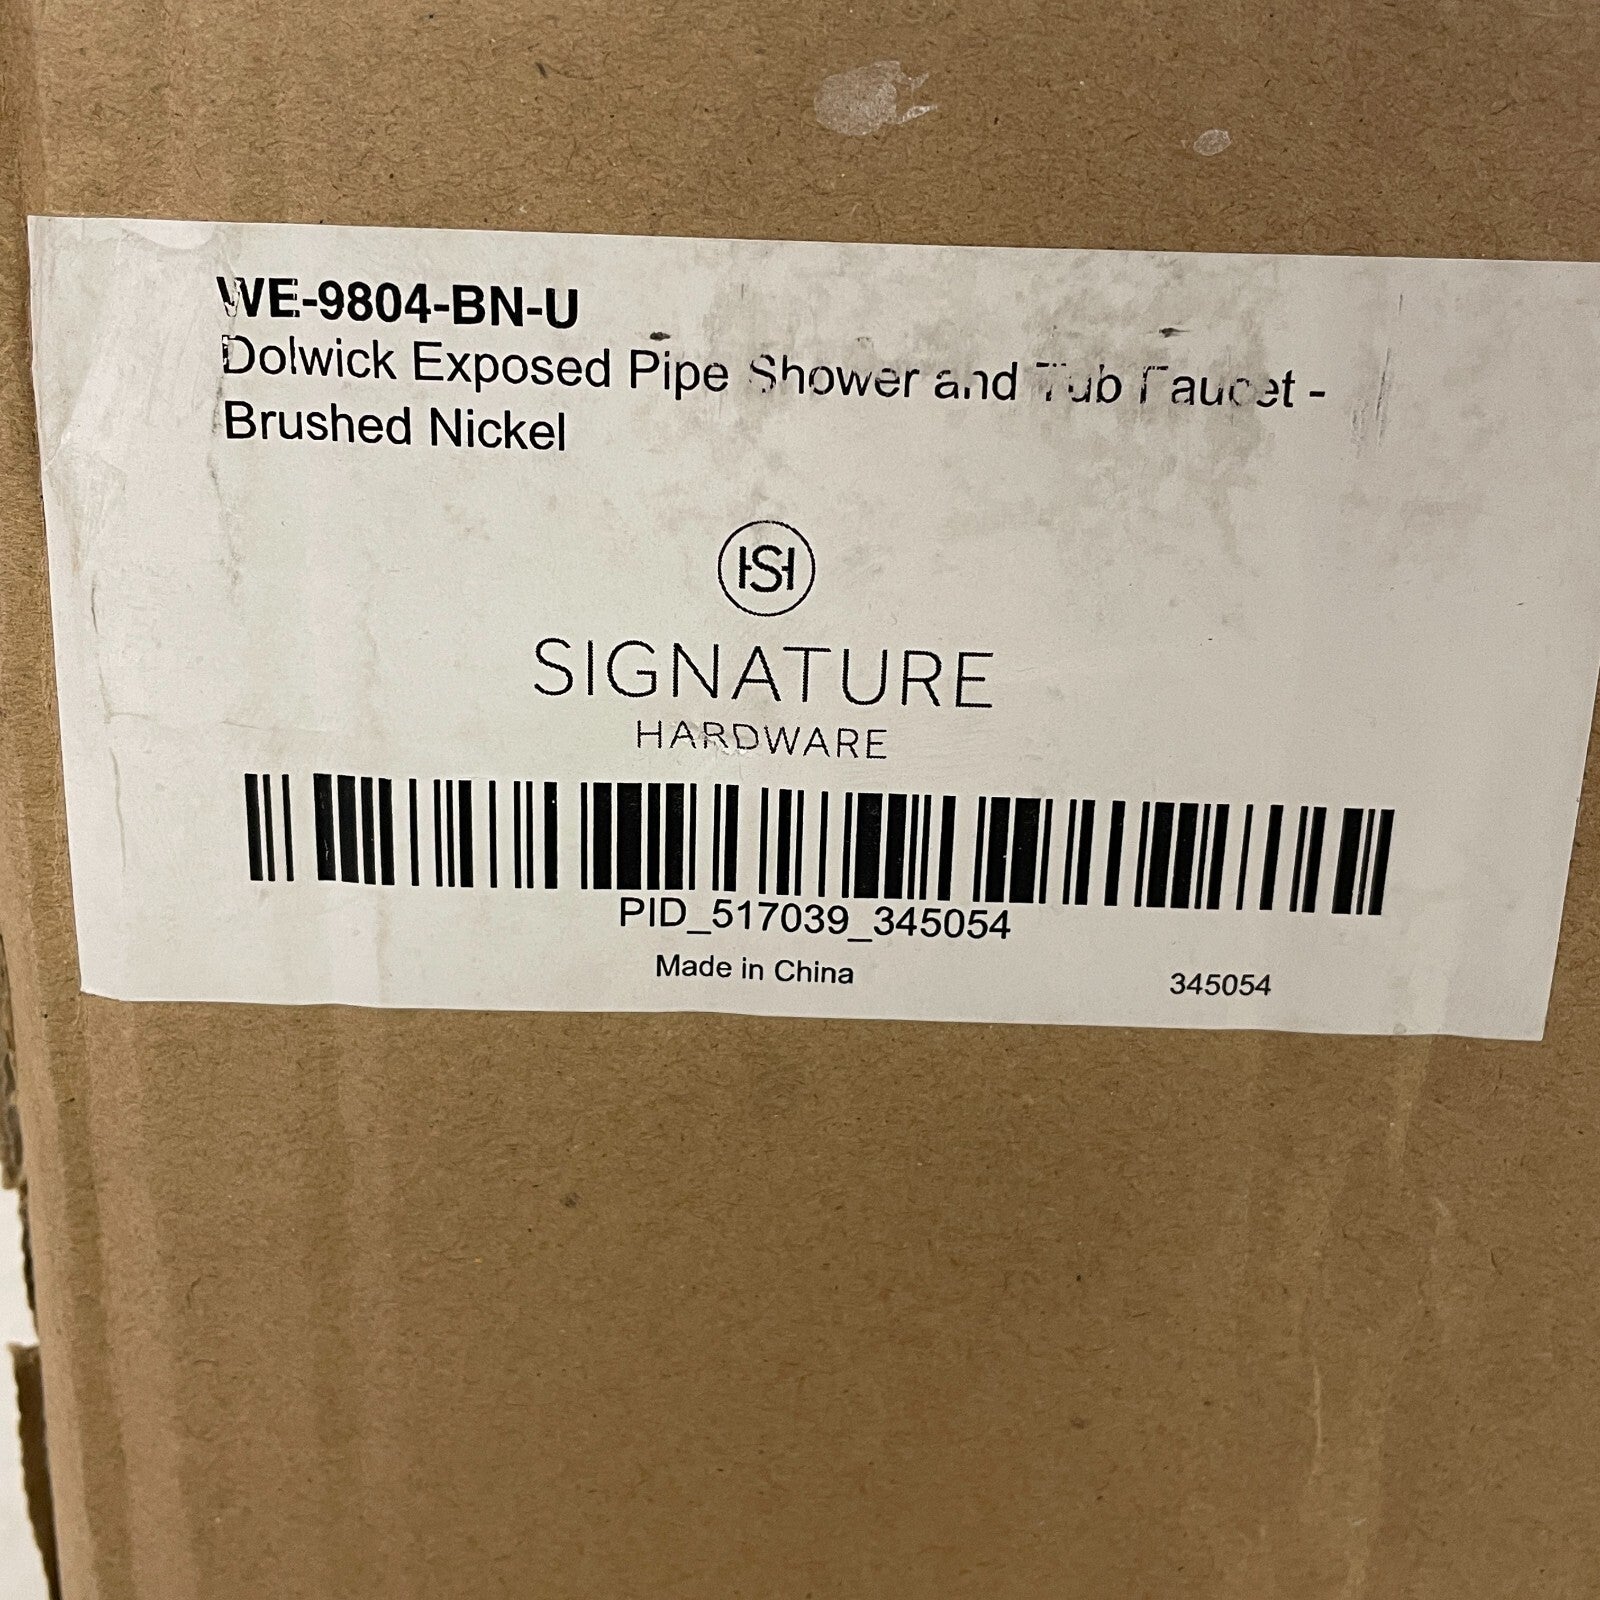 WE-9804-BN-U
Dolwick Exposed Pipe Shower and Tub Faucet -
Brushed Nickel
HSH
SIGNATURE
HARDWARE
PID_517039_345054
Made in China
345054